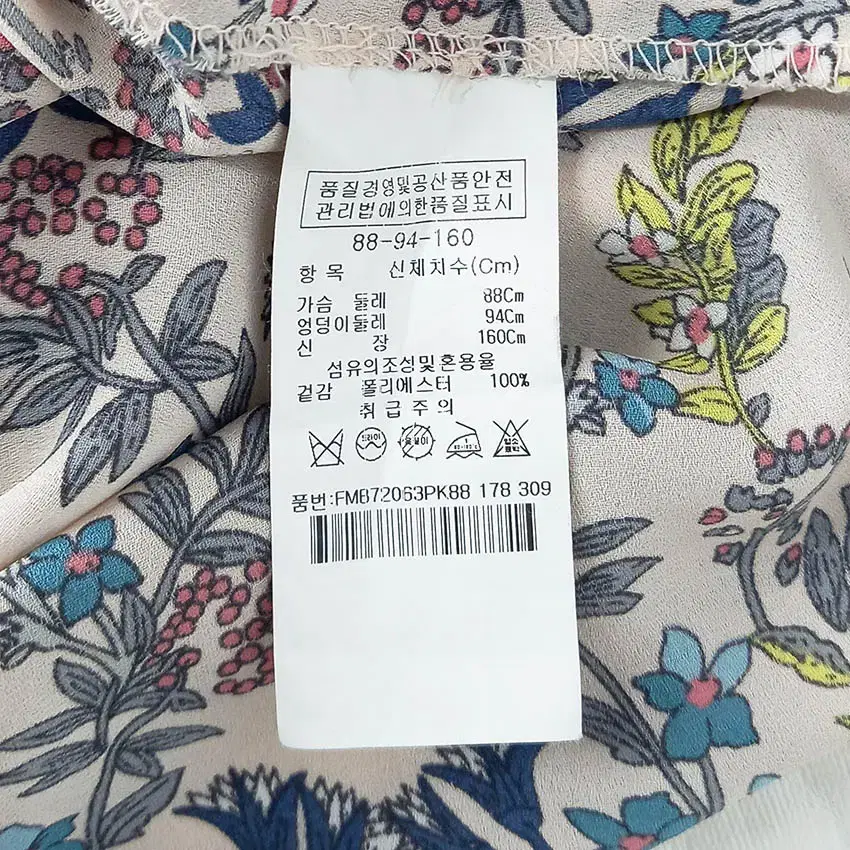 품질경영및공산품안전
관리법에의한품질표시
88-94-160
항 목 신체치수(Cm)
가슴 둘레 88Cm
엉덩이둘레 94Cm
신 장 160Cm
섬유의조성및혼용율
겉감 폴리에스터 100%
취급주의
드라이
품번:FMB72063PK88 178 309